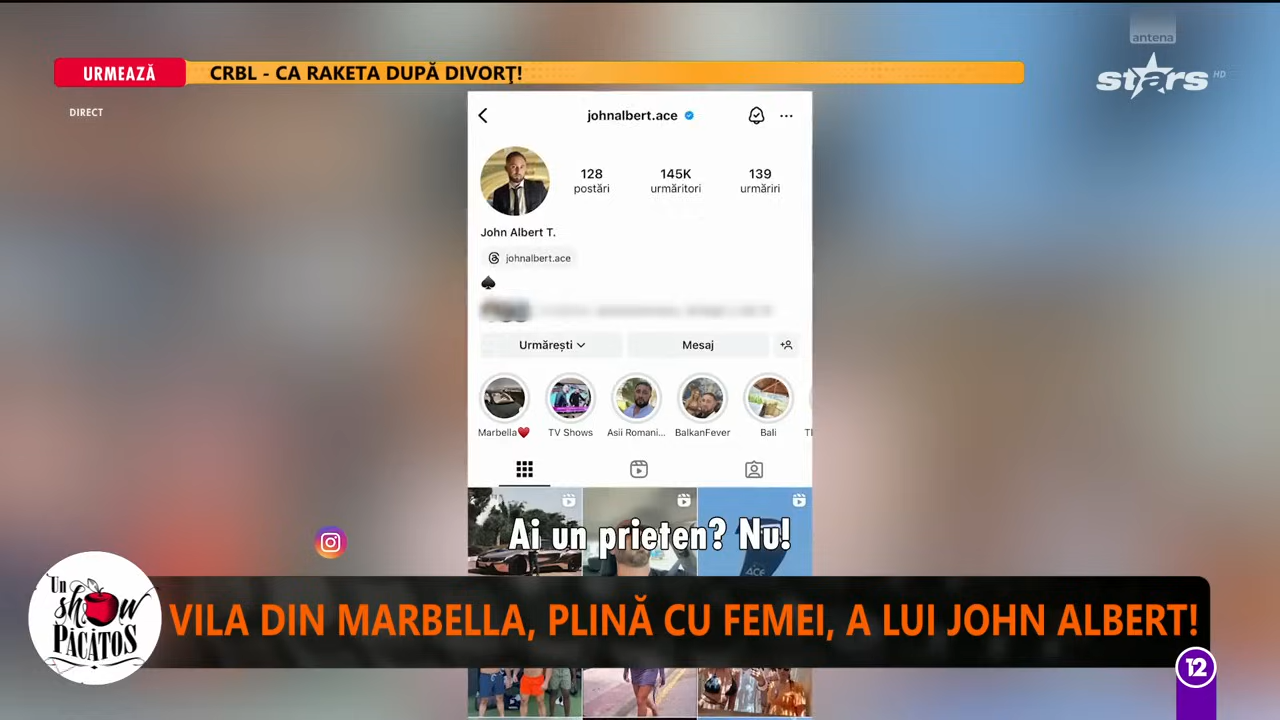 antena
stars HD
URMEAZĂ
CRBL - CA RAKETA DUPĂ DIVORŢ!
DIRECT
johnalbert.ace
128
postări
145K
urmăritori
139
urmăriri
John Albert T.
johnalbert.ace
Urmărești
Mesaj
Marbella
TV Shows
Asii Romani...
BalkanFever
Bali
Ai un prieten? Nu!
ACE
Un show PĂCĂTOS
VILA DIN MARBELLA, PLINĂ CU FEMEI, A LUI JOHN ALBERT!
12